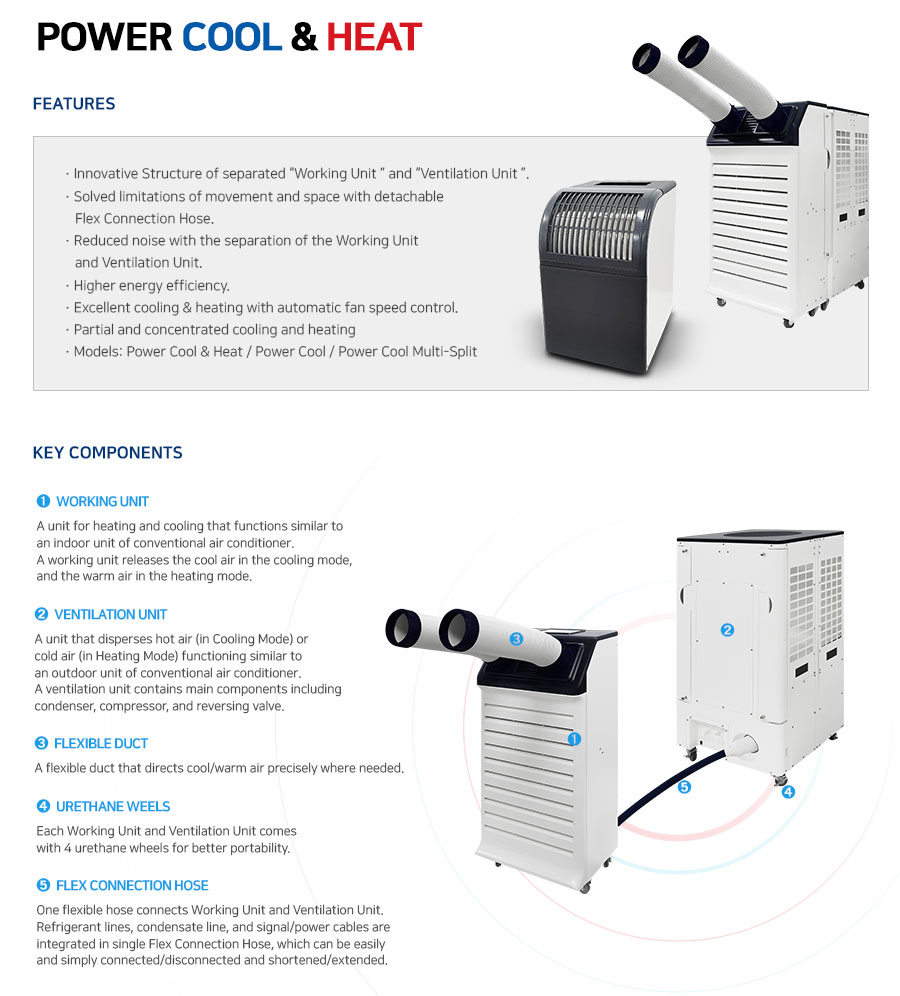 POWER COOL & HEAT
FEATURES
· Innovative Structure of separated “Working Unit “ and “Ventilation Unit ”.
· Solved limitations of movement and space with detachable
Flex Connection Hose.
· Reduced noise with the separation of the Working Unit
and Ventilation Unit.
· Higher energy efficiency.
· Excellent cooling & heating with automatic fan speed control.
· Partial and concentrated cooling and heating
· Models: Power Cool & Heat / Power Cool / Power Cool Multi-Split
KEY COMPONENTS
1 WORKING UNIT
A unit for heating and cooling that functions similar to
an indoor unit of conventional air conditioner.
A working unit releases the cool air in the cooling mode,
and the warm air in the heating mode.
2 VENTILATION UNIT
A unit that disperses hot air (in Cooling Mode) or
cold air (in Heating Mode) functioning similar to
an outdoor unit of conventional air conditioner.
A ventilation unit contains main components including
condenser, compressor, and reversing valve.
3 FLEXIBLE DUCT
A flexible duct that directs cool/warm air precisely where needed.
4 URETHANE WEELS
Each Working Unit and Ventilation Unit comes
with 4 urethane wheels for better portability.
5 FLEX CONNECTION HOSE
One flexible hose connects Working Unit and Ventilation Unit.
Refrigerant lines, condensate line, and signal/power cables are
integrated in single Flex Connection Hose, which can be easily
and simply connected/disconnected and shortened/extended.
3
2
1
5
4